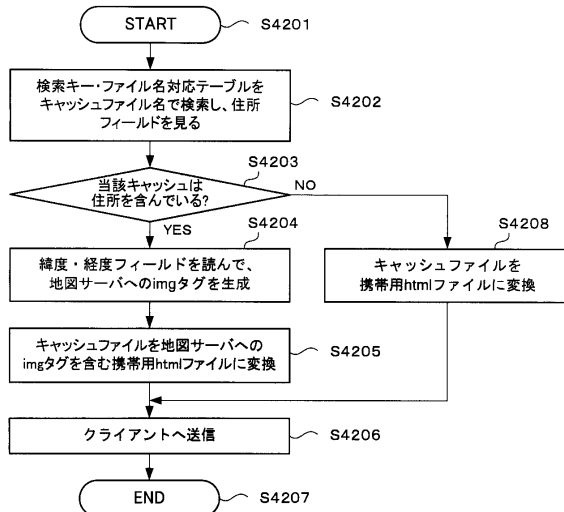 START
S4201
検索キー・ファイル名対応テーブルを
キャッシュファイル名で検索し、住所
フィールドを見る
S4202
S4203
当該キャッシュは
住所を含んでいる?
NO
YES
S4204
緯度・経度フィールドを読んで、
地図サーバへのimgタグを生成
S4208
キャッシュファイルを
携帯用htmlファイルに変換
キャッシュファイルを地図サーバへの
imgタグを含む携帯用htmlファイルに変換
S4205
クライアントへ送信
S4206
END
S4207